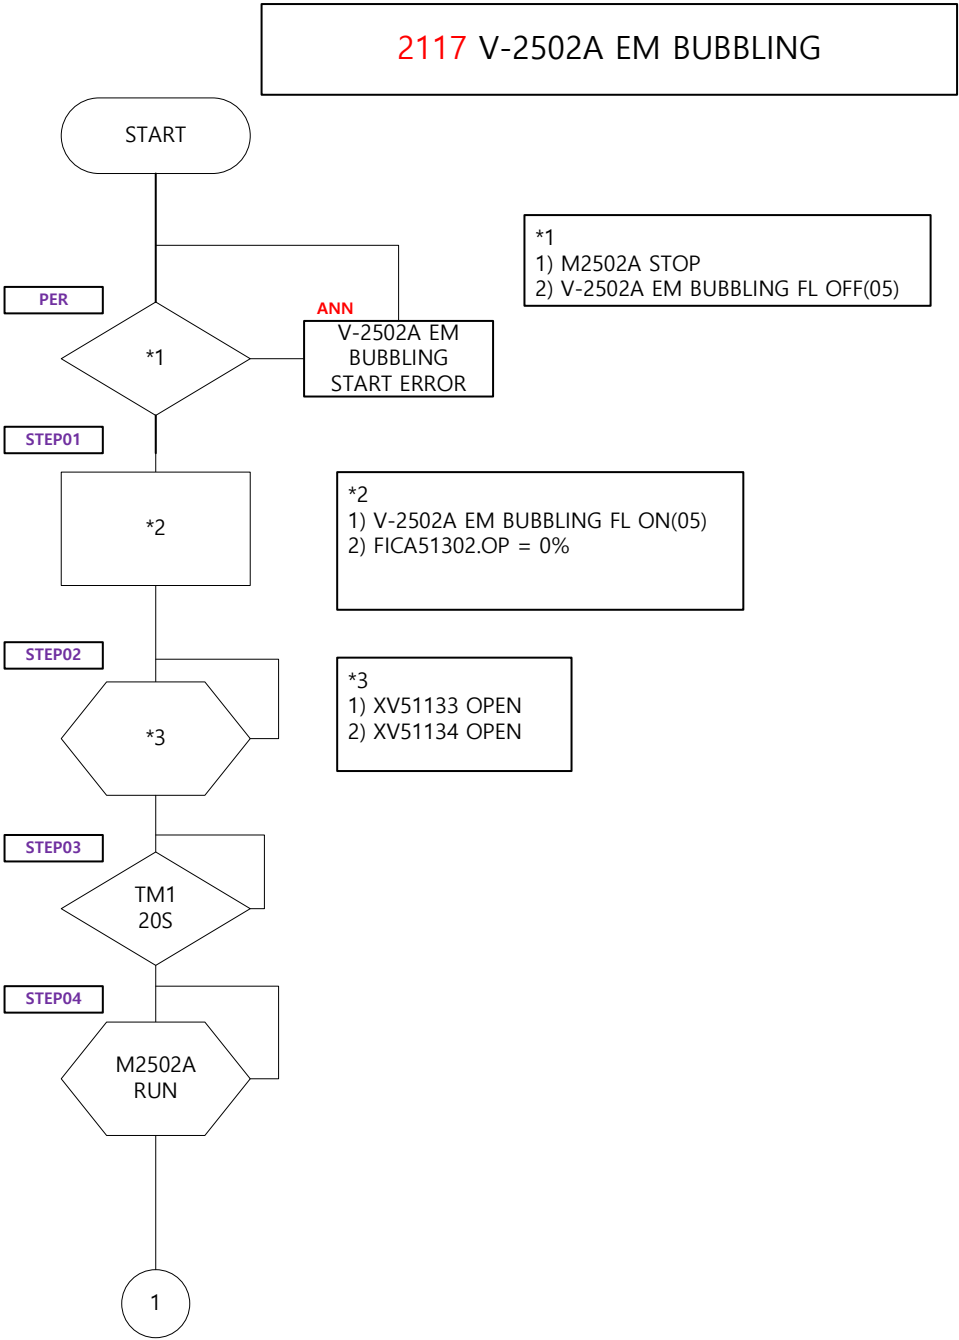 2117 V-2502A EM BUBBLING
START
*1
1) M2502A STOP
2) V-2502A EM BUBBLING FL OFF(05)
PER
ANN
*1
V-2502A EM
BUBBLING
START ERROR
STEP01
*2
*2
1) V-2502A EM BUBBLING FL ON(05)
2) FICA51302.OP = 0%
STEP02
*3
*3
1) XV51133 OPEN
2) XV51134 OPEN
STEP03
TM1
20S
STEP04
M2502A
RUN
1